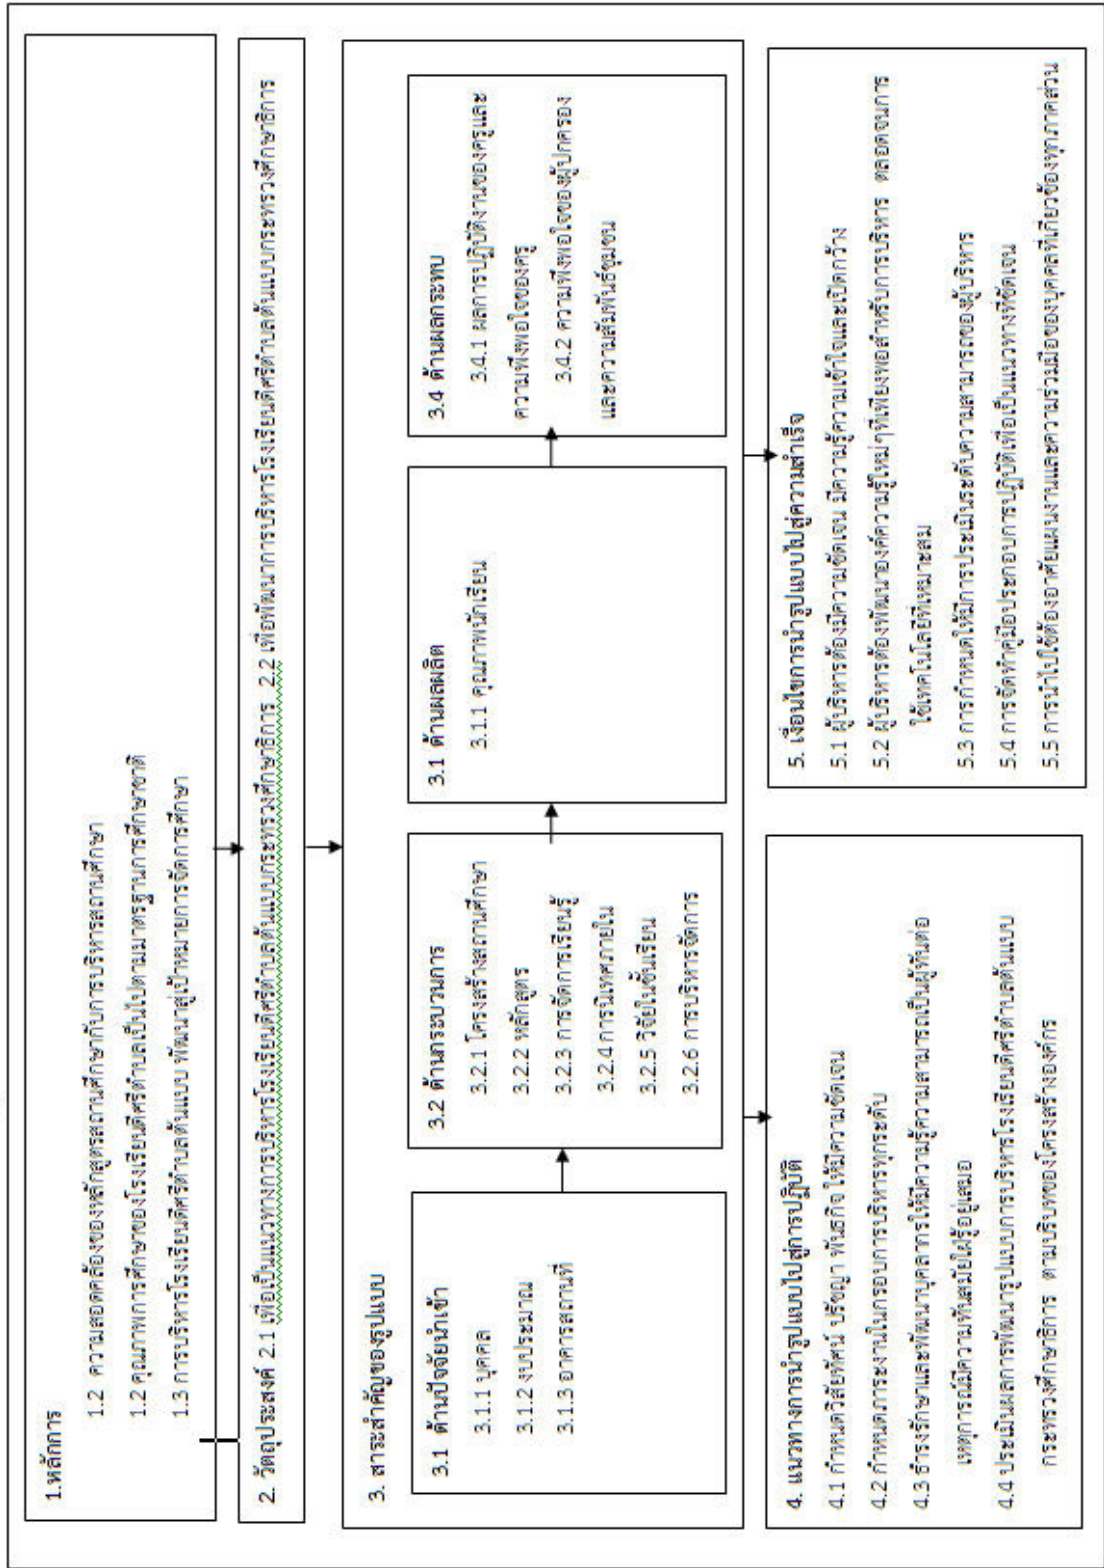 1.หลักการ
1.2 ความสอดคล้องของหลักสูตรสถานศึกษากับการบริหารสถานศึกษา
1.2 คุณภาพการศึกษาของโรงเรียนดีศรีตำบลเป็นไปตามมาตรฐานการศึกษาชาติ
1.3 การบริหารโรงเรียนดีศรีตำบลต้นแบบ พัฒนาสู่เป้าหมายการจัดการศึกษา
2. วัตถุประสงค์ 2.1 เพื่อเป็นแนวทางการบริหารโรงเรียนดีศรีตำบลต้นแบบกระทรวงศึกษาธิการ 2.2 เพื่อพัฒนาการบริหารโรงเรียนดีศรีตำบลต้นแบบกระทรวงศึกษาธิการ
3. สาระสำคัญของรูปแบบ
3.1 ด้านปัจจัยนำเข้า
3.1.1 บุคคล
3.1.2 งบประมาณ
3.1.3 อาคารสถานที่
3.2 ด้านกระบวนการ
3.2.1 โครงสร้างสถานศึกษา
3.2.2 หลักสูตร
3.2.3 การจัดการเรียนรู้
3.2.4 การนิเทศภายใน
3.2.5 วิจัยในชั้นเรียน
3.2.6 การบริหารจัดการ
3.1 ด้านผลผลิต
3.1.1 คุณภาพนักเรียน
3.4 ด้านผลกระทบ
3.4.1 ผลการปฏิบัติงานของครูและ
ความพึงพอใจของครู
3.4.2 ความพึงพอใจของผู้ปกครอง
และความสัมพันธ์ชุมชน
4. แนวทางการนำรูปแบบไปสู่การปฏิบัติ
4.1 กำหนดวิสัยทัศน์ ปรัชญา พันธกิจ ให้มีความชัดเจน
4.2 กำหนดภาระงานในกรอบการบริหารทุกระดับ
4.3 ธำรงรักษาและพัฒนาบุคลากรให้มีความรู้ความสามารถเป็นผู้ทันต่อ
เหตุการณ์มีความทันสมัยใฝ่รู้อยู่เสมอ
4.4 ประเมินผลการพัฒนารูปแบบการบริหารโรงเรียนดีศรีตำบลต้นแบบ
กระทรวงศึกษาธิการ ตามบริบทของโครงสร้างองค์กร
5. เงื่อนไขการนำรูปแบบไปสู่ความสำเร็จ
5.1 ผู้บริหารต้องมีความชัดเจน มีความรู้ความเข้าใจและเปิดกว้าง
5.2 ผู้บริหารต้องพัฒนาองค์ความรู้ใหม่ๆที่เพียงพอสำหรับการบริหาร ตลอดจนการ
ใช้เทคโนโลยีที่เหมาะสม
5.3 การกำหนดให้มีการประเมินระดับความสามารถของผู้บริหาร
5.4 การจัดทำคู่มือประกอบการปฏิบัติเพื่อเป็นแนวทางที่ชัดเจน
5.5 การนำไปใช้ต้องอาศัยแผนงานและความร่วมมือของบุคคลที่เกี่ยวข้องทุกภาคส่วน